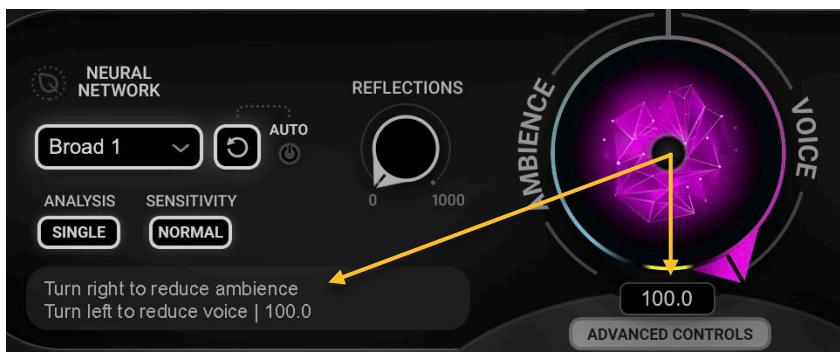 NEURAL
NETWORK
Broad 1
AUTO
ANALYSIS
SINGLE
SENSITIVITY
NORMAL
REFLECTIONS
0
1000
Turn right to reduce ambience
Turn left to reduce voice | 100.0
AMBIENCE
VOICE
100.0
ADVANCED CONTROLS